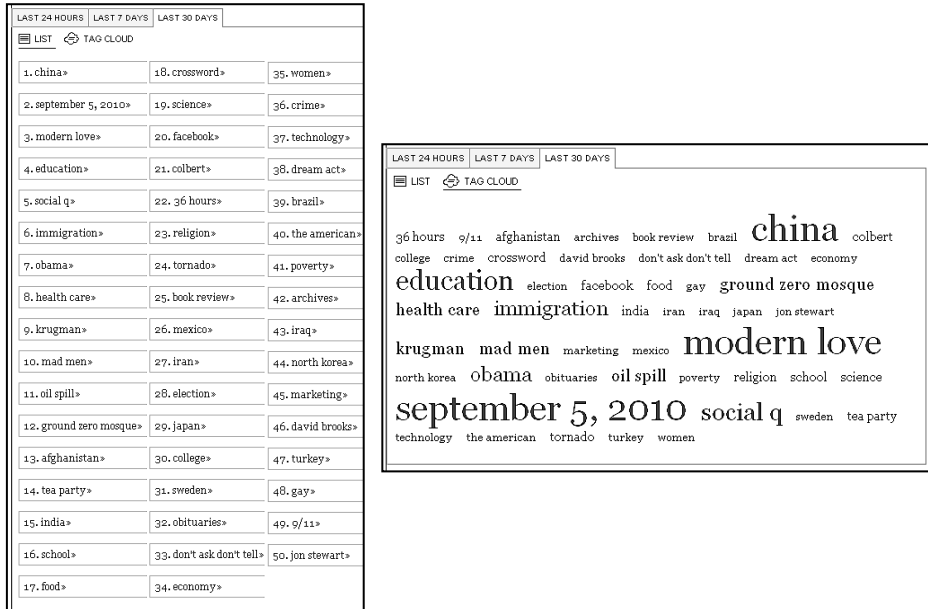 LAST 24 HOURS LAST 7 DAYS LAST 30 DAYS
LIST TAG CLOUD
1. china»
2. september 5, 2010»
3. modern love»
4. education»
5. social q»
6. immigration»
7. obama»
8. health care»
9. krugman»
10. mad men»
11. oil spill»
12. ground zero mosque»
13. afghanistan»
14. tea party»
15. india»
16. school»
17. food»
18. crossword»
19. science»
20. facebook»
21. colbert»
22. 36 hours»
23. religion»
24. tornado»
25. book review»
26. mexico»
27. iran»
28. election»
29. japan»
30. college»
31. sweden»
32. obituaries»
33. don't ask don't tell»
34. economy»
35. women»
36. crime»
37. technology»
38. dream act»
39. brazil»
40. the american»
41. poverty»
42. archives»
43. iraq»
44. north korea»
45. marketing»
46. david brooks»
47. turkey»
48. gay»
49. 9/11»
50. jon stewart»
LAST 24 HOURS LAST 7 DAYS LAST 30 DAYS
LIST TAG CLOUD
36 hours 9/11 afghanistan archives book review brazil china colbert
college crime crossword david brooks don't ask don't tell dream act economy
education election facebook food gay ground zero mosque
health care immigration india iran iraq japan jon stewart
krugman mad men marketing mexico modern love
north korea obama obituaries oil spill poverty religion school science
september 5, 2010 social q sweden tea party
technology the american tornado turkey women